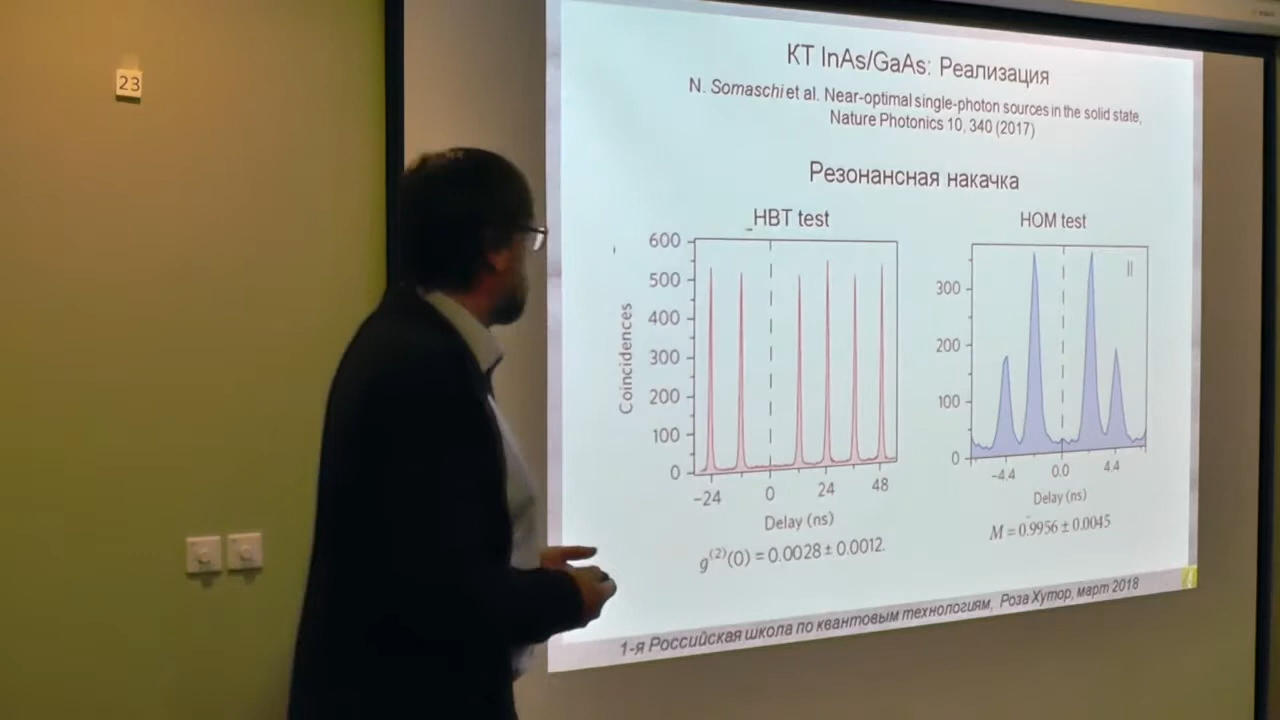 23
КТ InAs/GaAs: Реализация
N. Somaschi et al. Near-optimal single-photon sources in the solid state,
Nature Photonics 10, 340 (2017)
Резонансная накачка
HBT test
600
500
400
300
200
100
0
Coincidences
−24
0
24
48
Delay (ns)
g⁽²⁾(0) = 0.0028 ± 0.0012.
HOM test
||
300
200
100
0
−4.4
0.0
4.4
Delay (ns)
M = 0.9956 ± 0.0045
1-я Российская школа по квантовым технологиям, Роза Хутор, март 2018